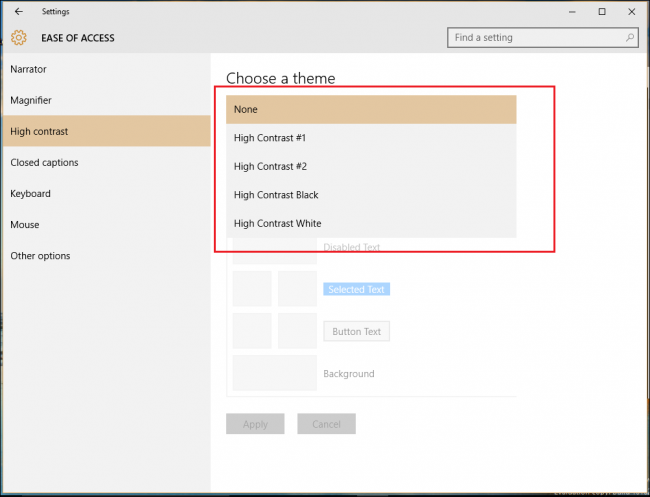 Settings
EASE OF ACCESS
Find a setting
Narrator
Magnifier
High contrast
Closed captions
Keyboard
Mouse
Other options
Choose a theme
None
High Contrast #1
High Contrast #2
High Contrast Black
High Contrast White
Disabled Text
Selected Text
Button Text
Background
Apply
Cancel